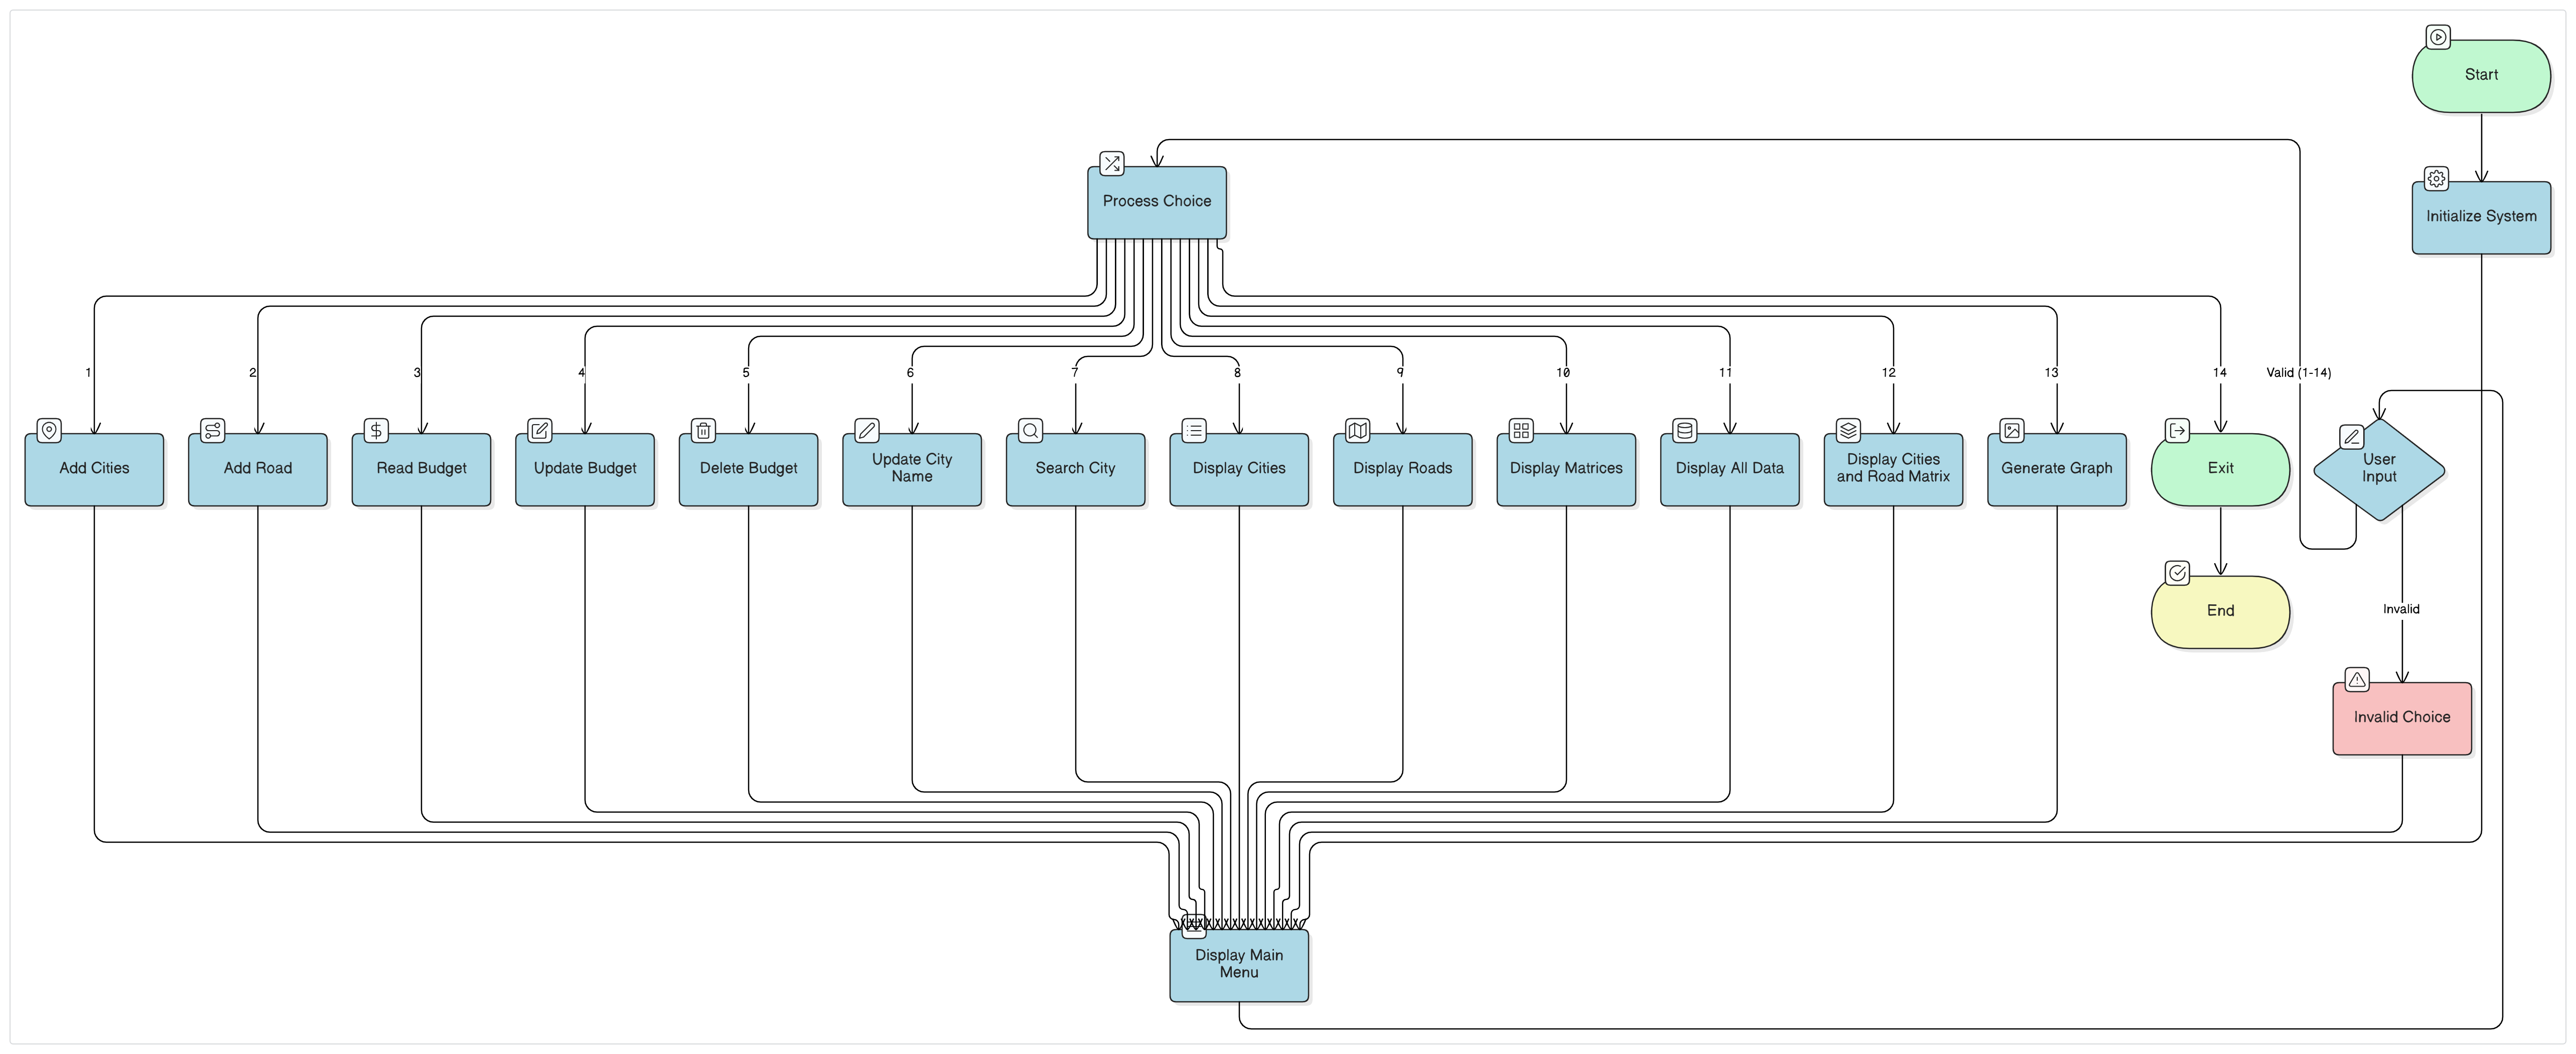 Start
Process Choice
Initialize System
1
2
3
4
5
6
7
8
9
10
11
12
13
14
Valid (1-14)
Add Cities
Add Road
Read Budget
Update Budget
Delete Budget
Update City
Name
Search City
Display Cities
Display Roads
Display Matrices
Display All Data
Display Cities
and Road Matrix
Generate Graph
Exit
User
Input
End
Invalid
Invalid Choice
Display Main
Menu